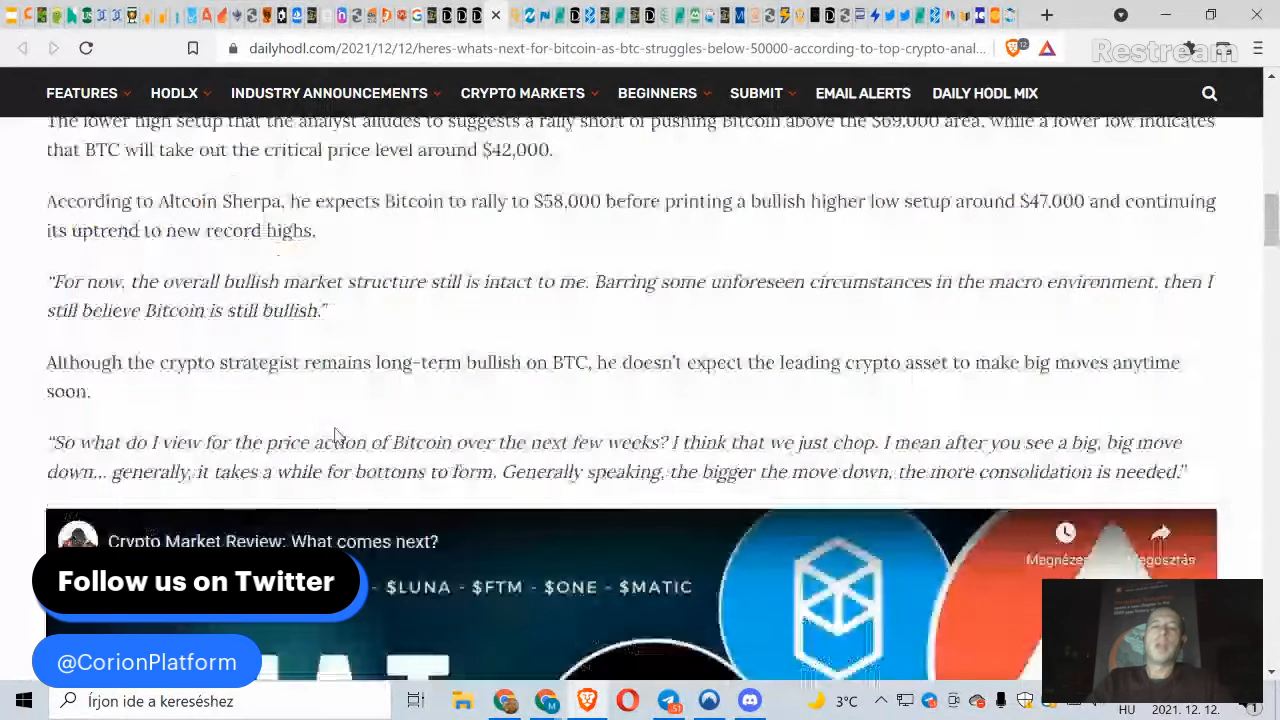 dailyhodl.com/2021/12/12/heres-whats-next-for-bitcoin-as-btc-struggles-below-50000-according-to-top-crypto-anal...
12
Restream
FEATURES HODLX INDUSTRY ANNOUNCEMENTS CRYPTO MARKETS BEGINNERS SUBMIT EMAIL ALERTS DAILY HODL MIX
The lower high setup that the analyst alludes to suggests a rally short of pushing Bitcoin above the $69,000 area, while a lower low indicates
that BTC will take out the critical price level around $42,000.
According to Altcoin Sherpa, he expects Bitcoin to rally to $58,000 before printing a bullish higher low setup around $47,000 and continuing
its uptrend to new record highs.
“For now, the overall bullish market structure still is intact to me. Barring some unforeseen circumstances in the macro environment, then I
still believe Bitcoin is still bullish.”
Although the crypto strategist remains long-term bullish on BTC, he doesn’t expect the leading crypto asset to make big moves anytime
soon.
“So what do I view for the price action of Bitcoin over the next few weeks? I think that we just chop. I mean after you see a big, big move
down... generally, it takes a while for bottoms to form. Generally speaking, the bigger the move down, the more consolidation is needed.”
Crypto Market Review: What comes next?
- $LUNA - $FTM - $ONE - $MATIC
Follow us on Twitter
@CorionPlatform
Írjon ide a kereséshez
51
3°C
HU
2021. 12. 12.